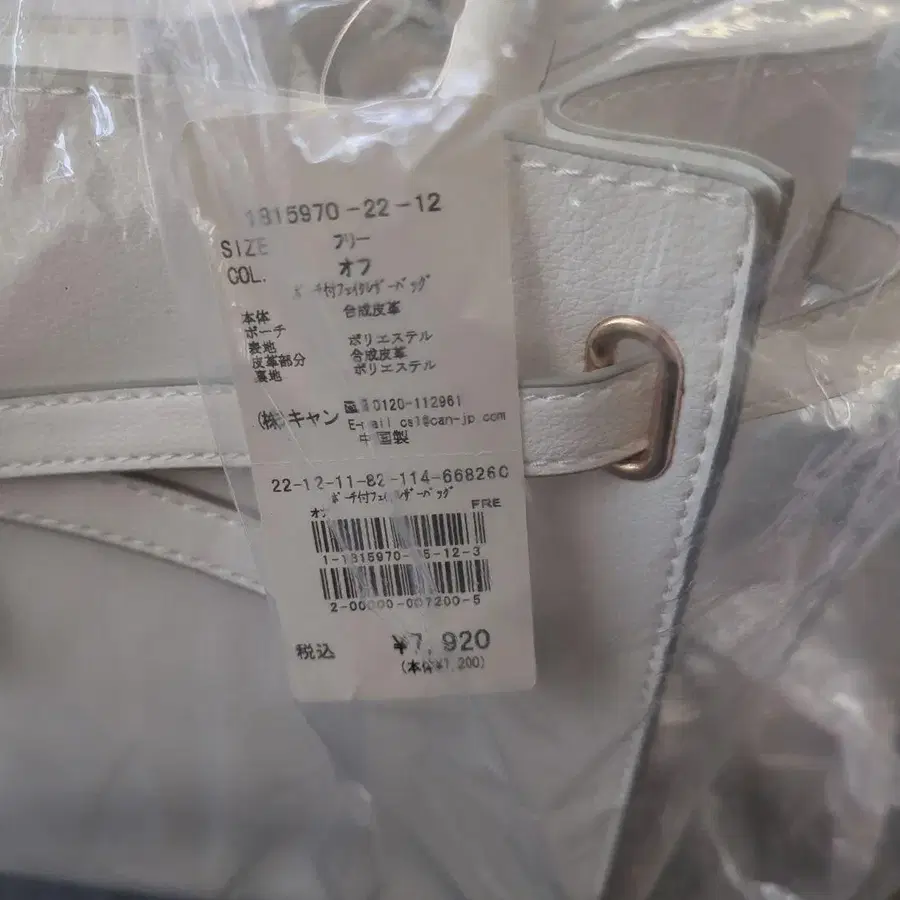 1815970-22-12
SIZE フリー
COL. オフ
ポーチ付フェイクレザーバッグ
本体 合成皮革
ポーチ
表地 ポリエステル
皮革部分 合成皮革
裏地 ポリエステル
(株)キャン 0120-112961
E-mail cs1@can-jp.com
中国製
22-12-11-82-114-668260
ポーチ付フェイクレザーバッグ
オフ FRE
1-1815970- 5-12-3
2-00000-007200-5
税込 ¥7,920
(本体¥7,200)